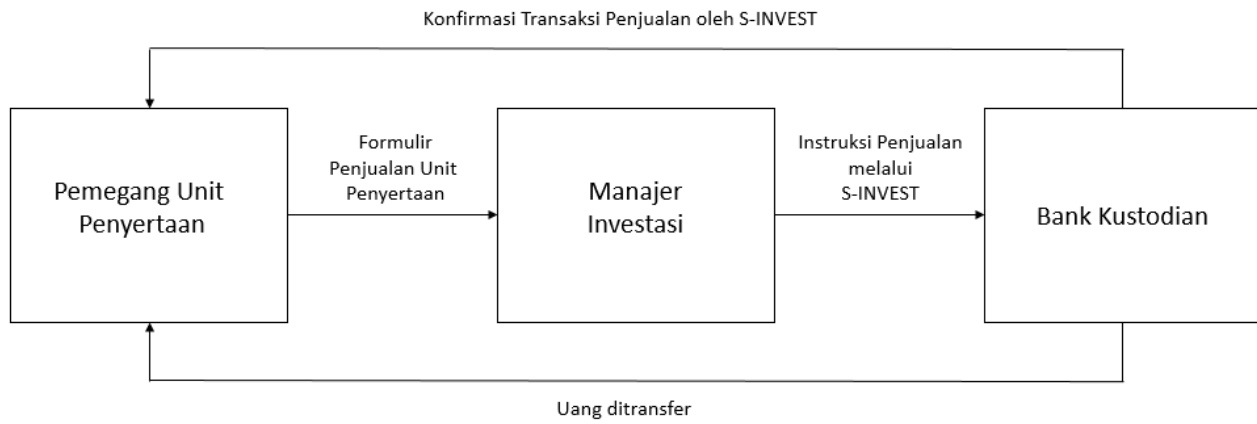 Konfirmasi Transaksi Penjualan oleh S-INVEST
Pemegang Unit
Penyertaan
Formulir
Penjualan Unit
Penyertaan
Manajer
Investasi
Instruksi Penjualan
melalui
S-INVEST
Bank Kustodian
Uang ditransfer